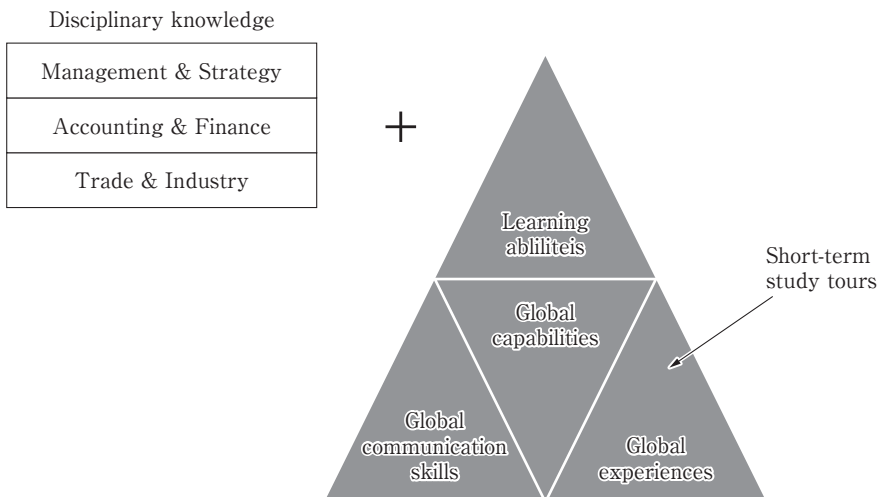 Disciplinary knowledge
Management & Strategy
Accounting & Finance
Trade & Industry
+
Learning
abliliteis
Short-term
study tours
Global
capabilities
Global
communication
skills
Global
experiences